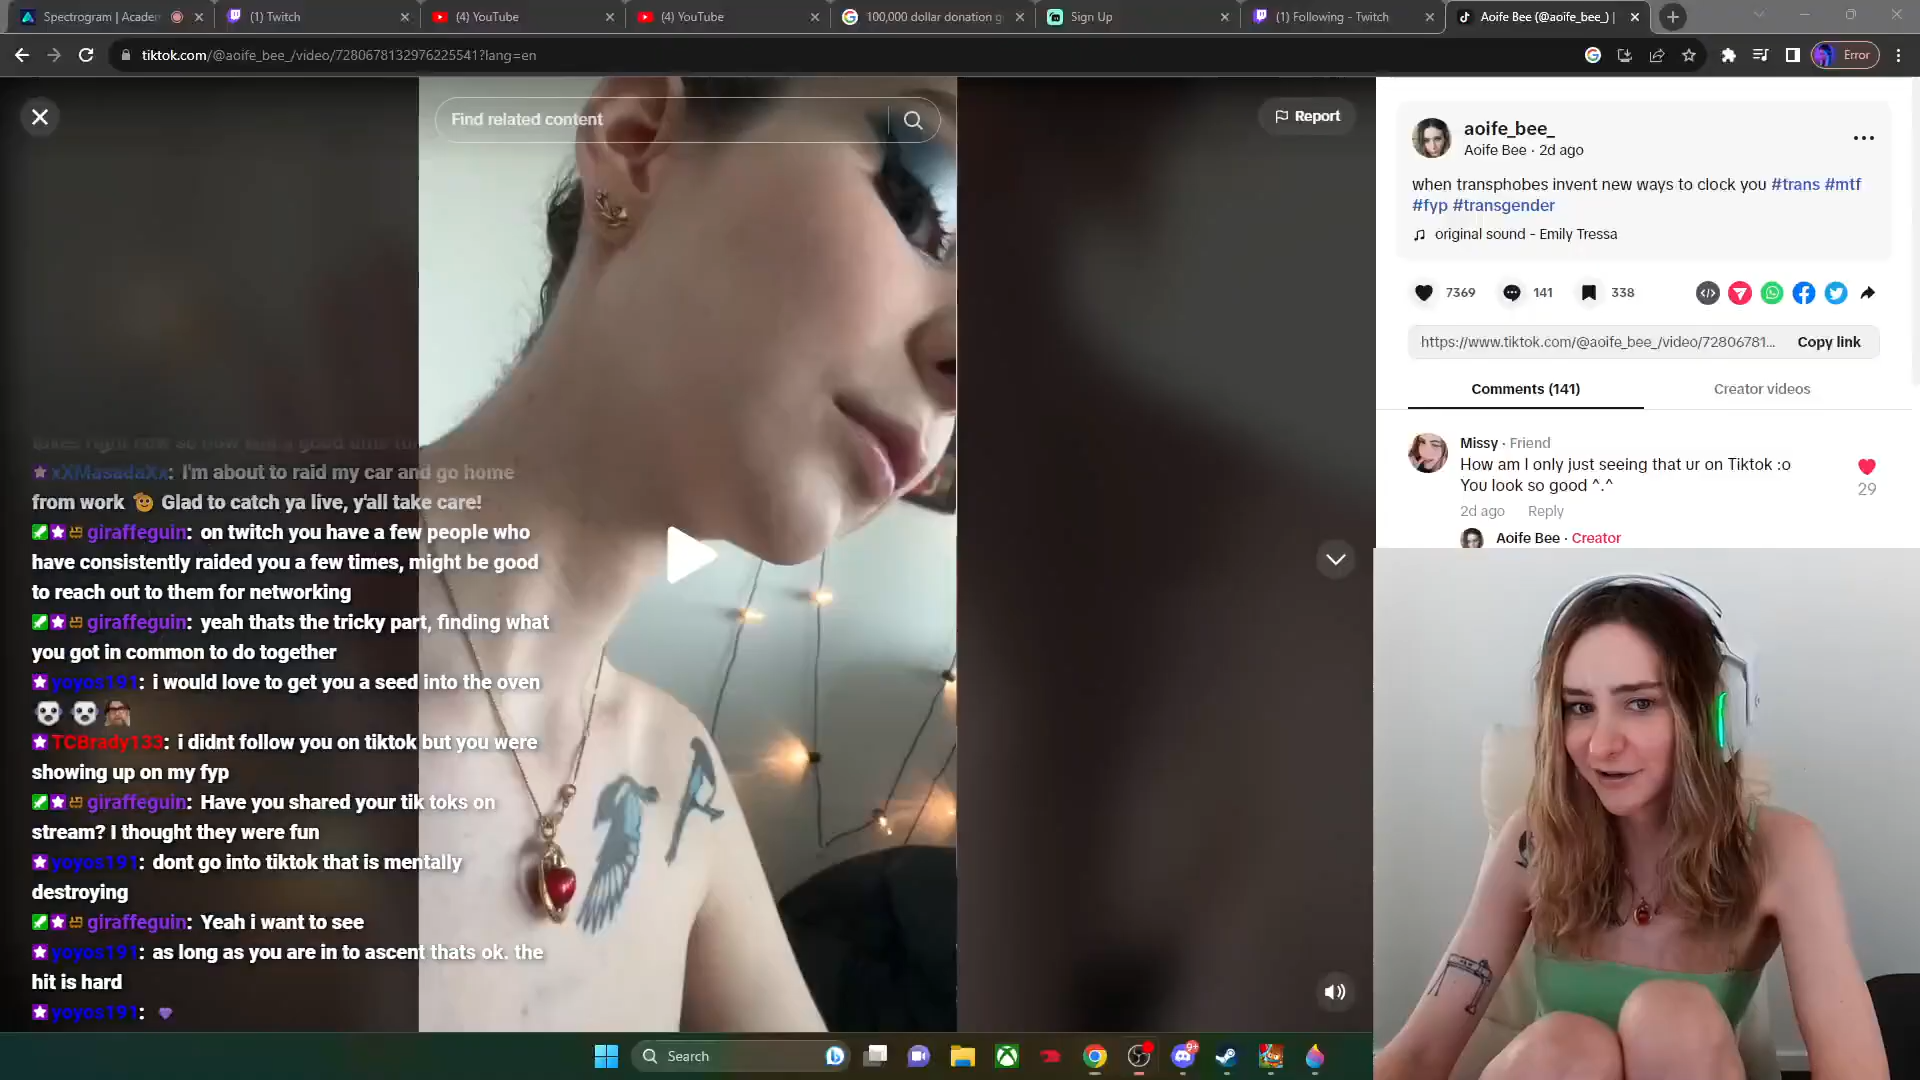 Spectrogram | Acade
(1) Twitch
(4) YouTube
(4) YouTube
100,000 dollar donation g
Sign Up
(1) Following - Twitch
Aoife Bee (@aoife_bee_) |
tiktok.com/@aoife_bee_/video/7280678132976225541?lang=en
Error
Find related content
Report
aoife_bee_
Aoife Bee · 2d ago
when transphobes invent new ways to clock you #trans #mtf
#fyp #transgender
original sound - Emily Tressa
7369
141
338
https://www.tiktok.com/@aoife_bee_/video/72806781...
Copy link
Comments (141)
Creator videos
Missy · Friend
How am I only just seeing that ur on Tiktok :o
You look so good ^.^
29
2d ago
Reply
Aoife Bee · Creator
xXMasadaXx: I'm about to raid my car and go home
from work Glad to catch ya live, y'all take care!
giraffeguin: on twitch you have a few people who
have consistently raided you a few times, might be good
to reach out to them for networking
giraffeguin: yeah thats the tricky part, finding what
you got in common to do together
yoyos191: i would love to get you a seed into the oven
TCBrady133: i didnt follow you on tiktok but you were
showing up on my fyp
giraffeguin: Have you shared your tik toks on
stream? I thought they were fun
yoyos191: dont go into tiktok that is mentally
destroying
giraffeguin: Yeah i want to see
yoyos191: as long as you are in to ascent thats ok. the
hit is hard
yoyos191:
Search
9+